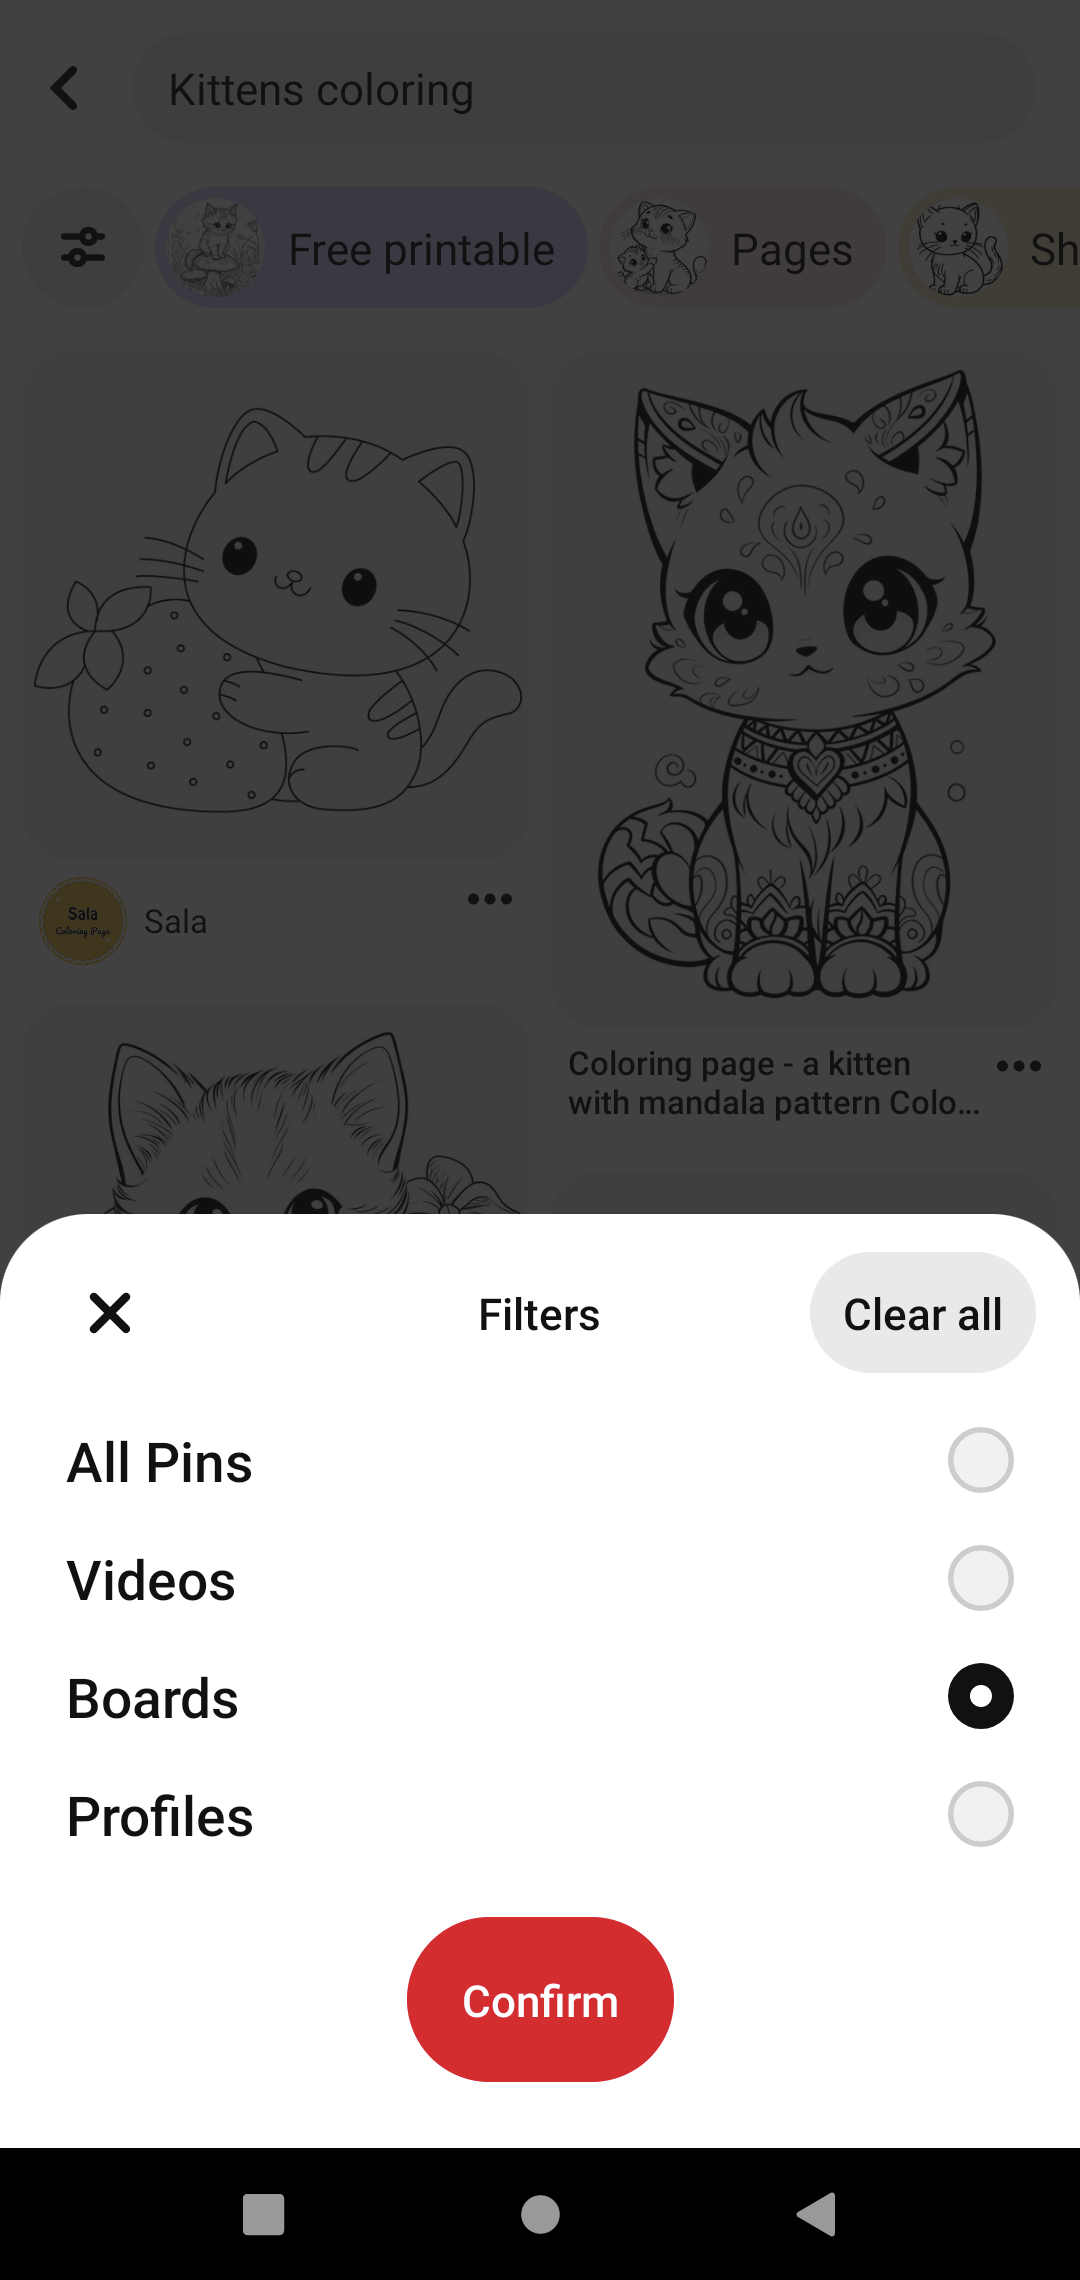 Kittens coloring
Free printable
Pages
Sh
Sala
Coloring Page
Sala
Coloring page - a kitten
with mandala pattern Colo...
Filters
Clear all
All Pins
Videos
Boards
Profiles
Confirm